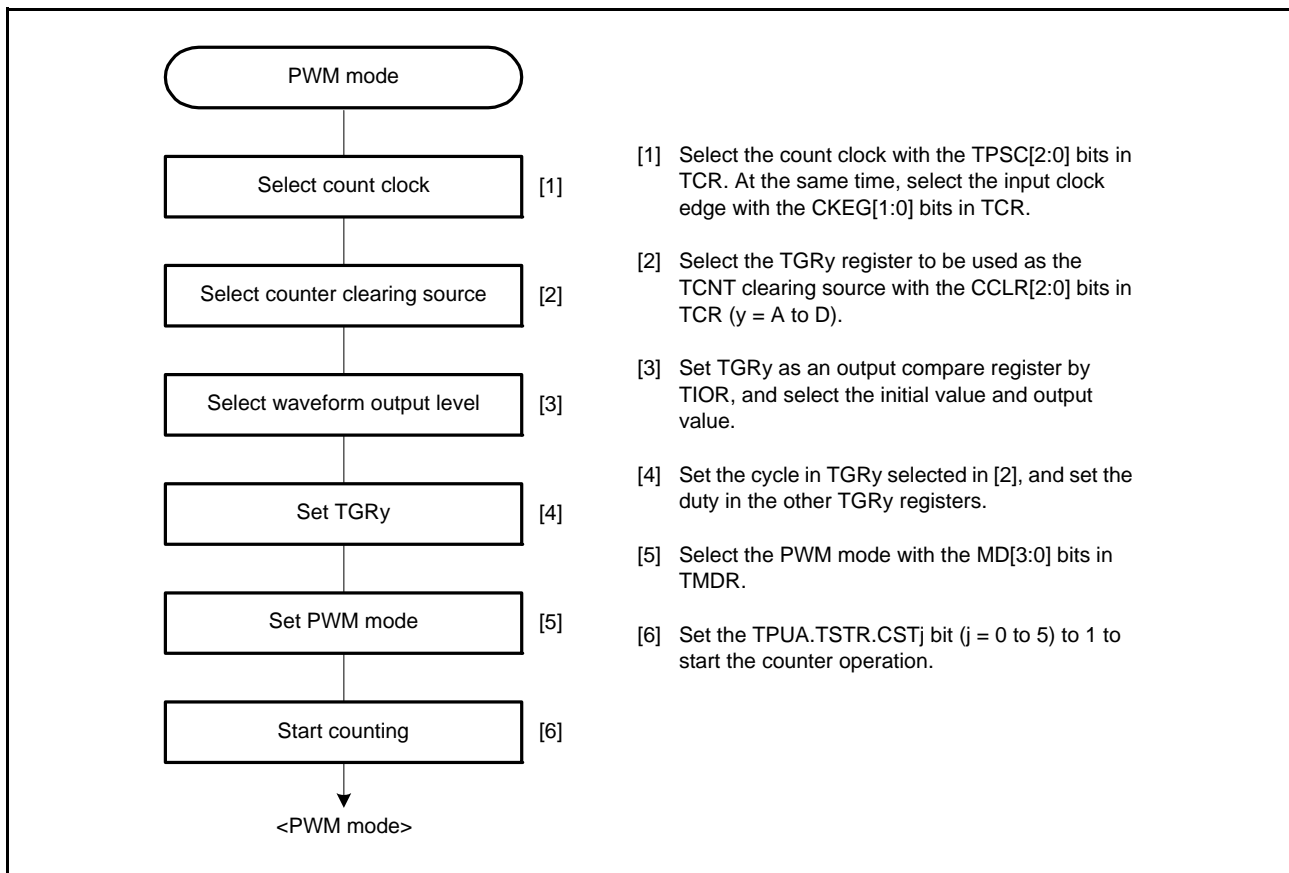 PWM mode
Select count clock
[1]
Select counter clearing source
[2]
Select waveform output level
[3]
Set TGRy
[4]
Set PWM mode
[5]
Start counting
[6]
<PWM mode>
[1] Select the count clock with the TPSC[2:0] bits in
TCR. At the same time, select the input clock
edge with the CKEG[1:0] bits in TCR.
[2] Select the TGRy register to be used as the
TCNT clearing source with the CCLR[2:0] bits in
TCR (y = A to D).
[3] Set TGRy as an output compare register by
TIOR, and select the initial value and output
value.
[4] Set the cycle in TGRy selected in [2], and set the
duty in the other TGRy registers.
[5] Select the PWM mode with the MD[3:0] bits in
TMDR.
[6] Set the TPUA.TSTR.CSTj bit (j = 0 to 5) to 1 to
start the counter operation.